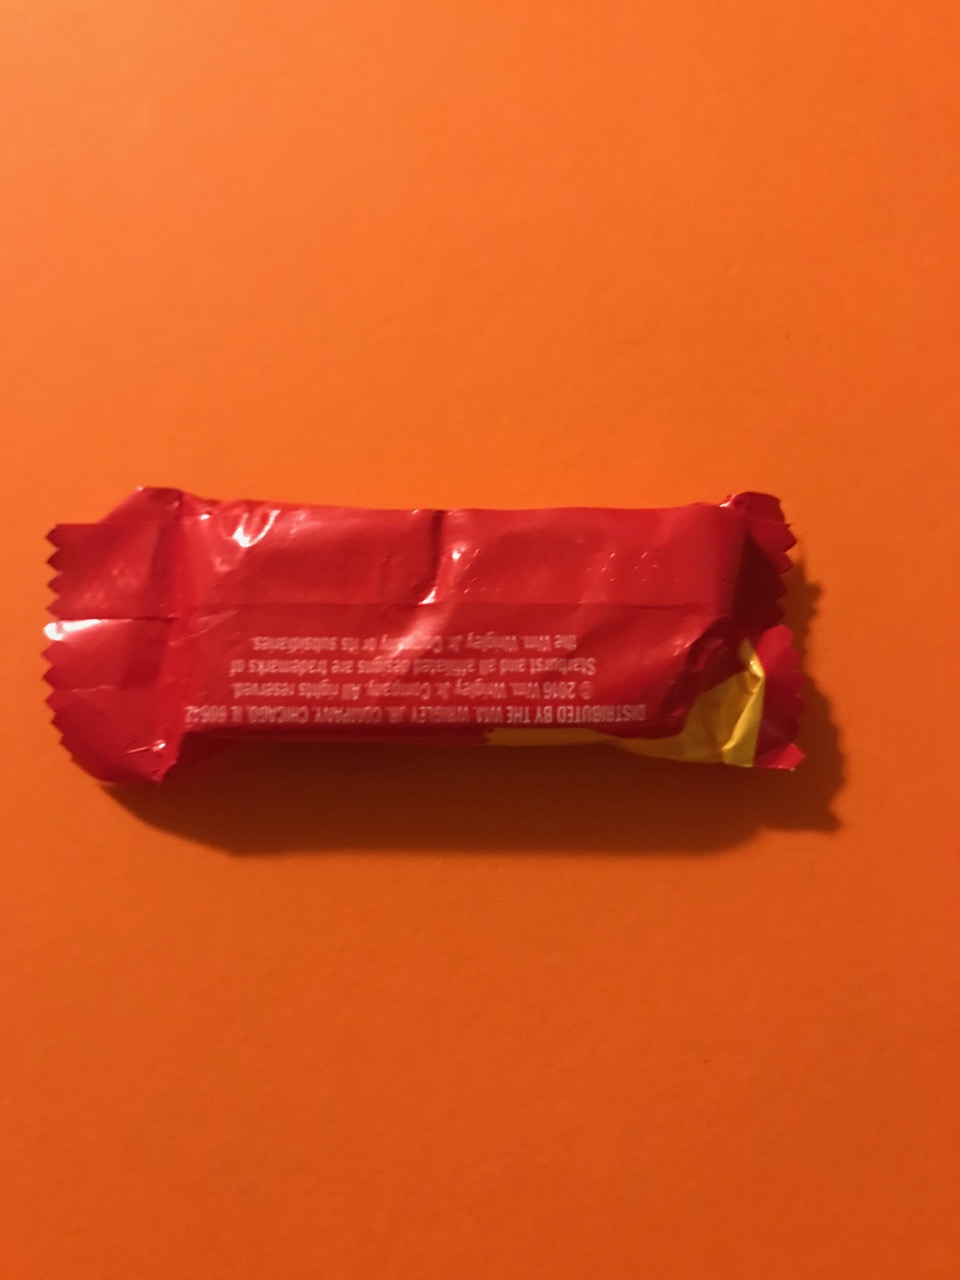 DISTRIBUTED BY THE WM. WRIGLEY JR. COMPANY, CHICAGO, IL 60642
© 2016 Wm. Wrigley Jr. Company. All rights reserved.
Starburst and all affiliated designs are trademarks of
the Wm. Wrigley Jr. Company or its subsidiaries.